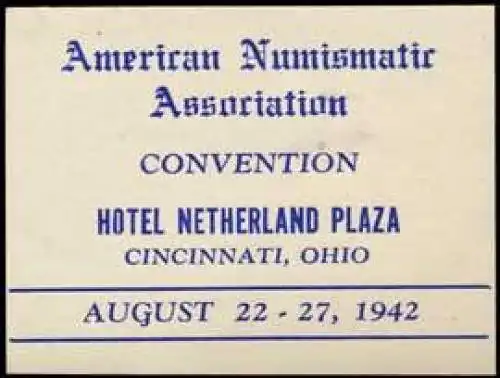 American Numismatic
Association
CONVENTION
HOTEL NETHERLAND PLAZA
CINCINNATI, OHIO
AUGUST 22 - 27, 1942